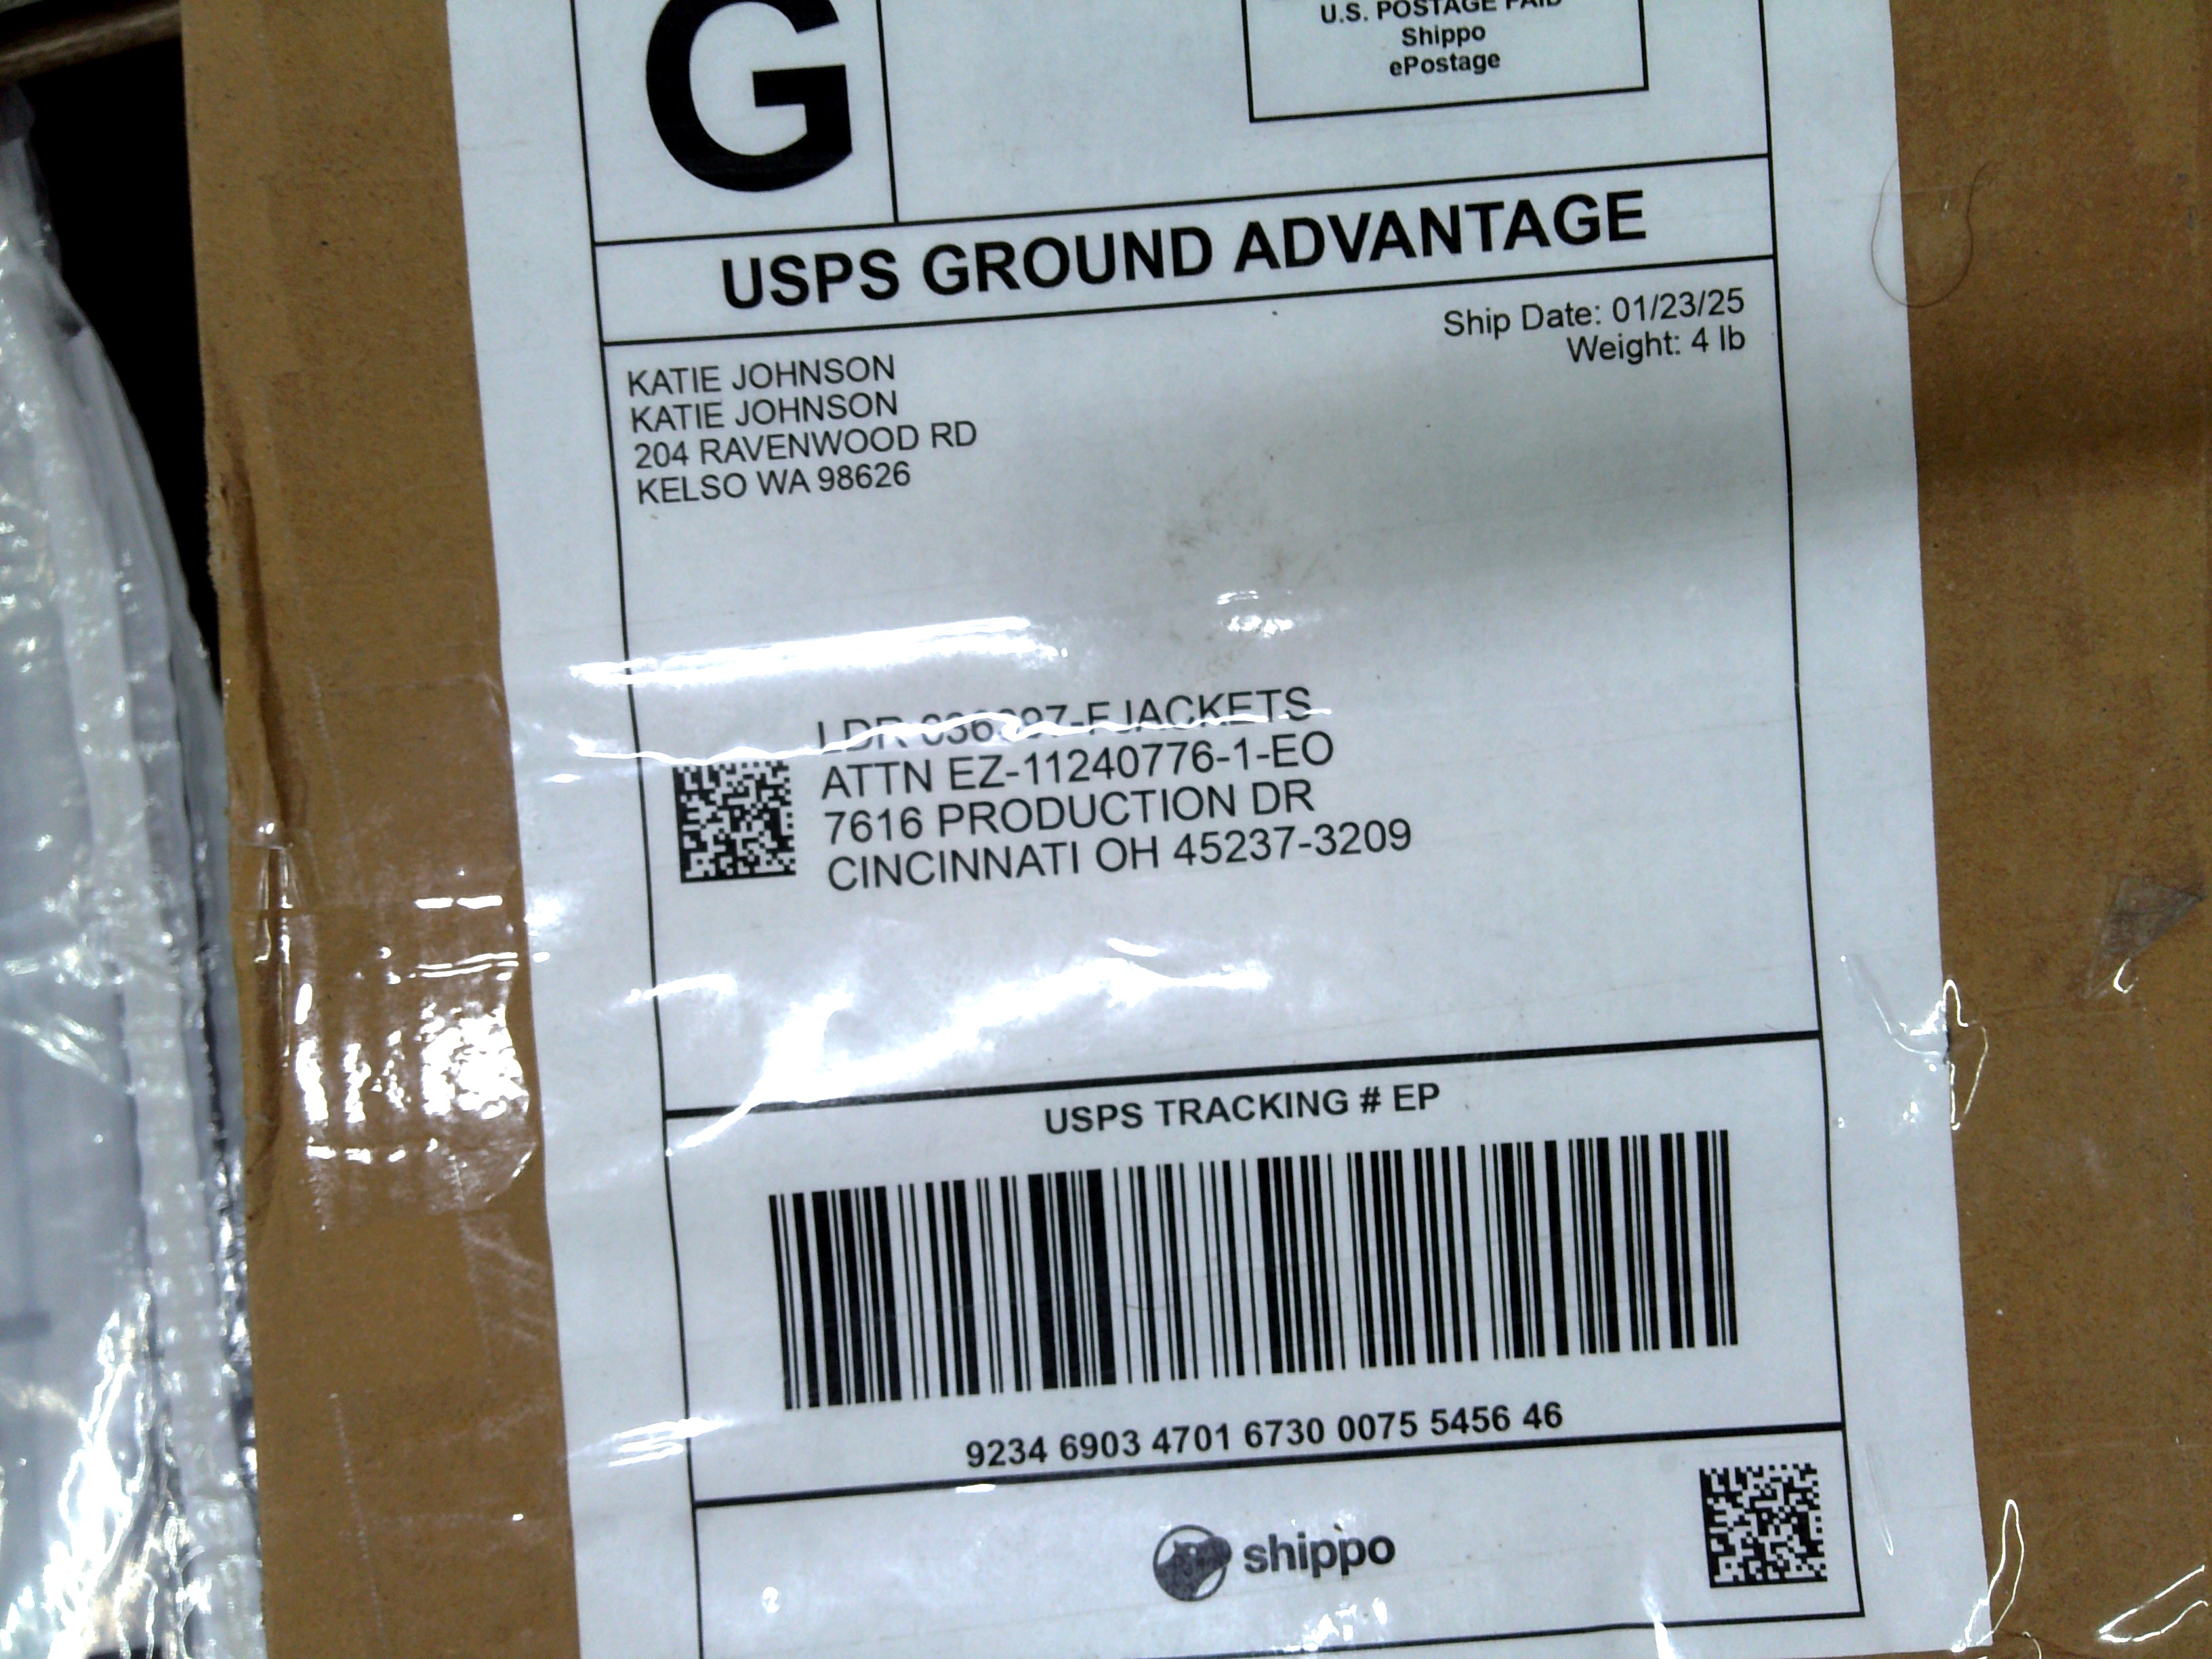 G
U.S. POSTAGE PAID
Shippo
ePostage
USPS GROUND ADVANTAGE
Ship Date: 01/23/25
Weight: 4 lb
KATIE JOHNSON
KATIE JOHNSON
204 RAVENWOOD RD
KELSO WA 98626
LDR
ATTN EZ-11240776-1-EO
7616 PRODUCTION DR
CINCINNATI OH 45237-3209
USPS TRACKING # EP
9234 6903 4701 6730 0075 5456 46
shippo